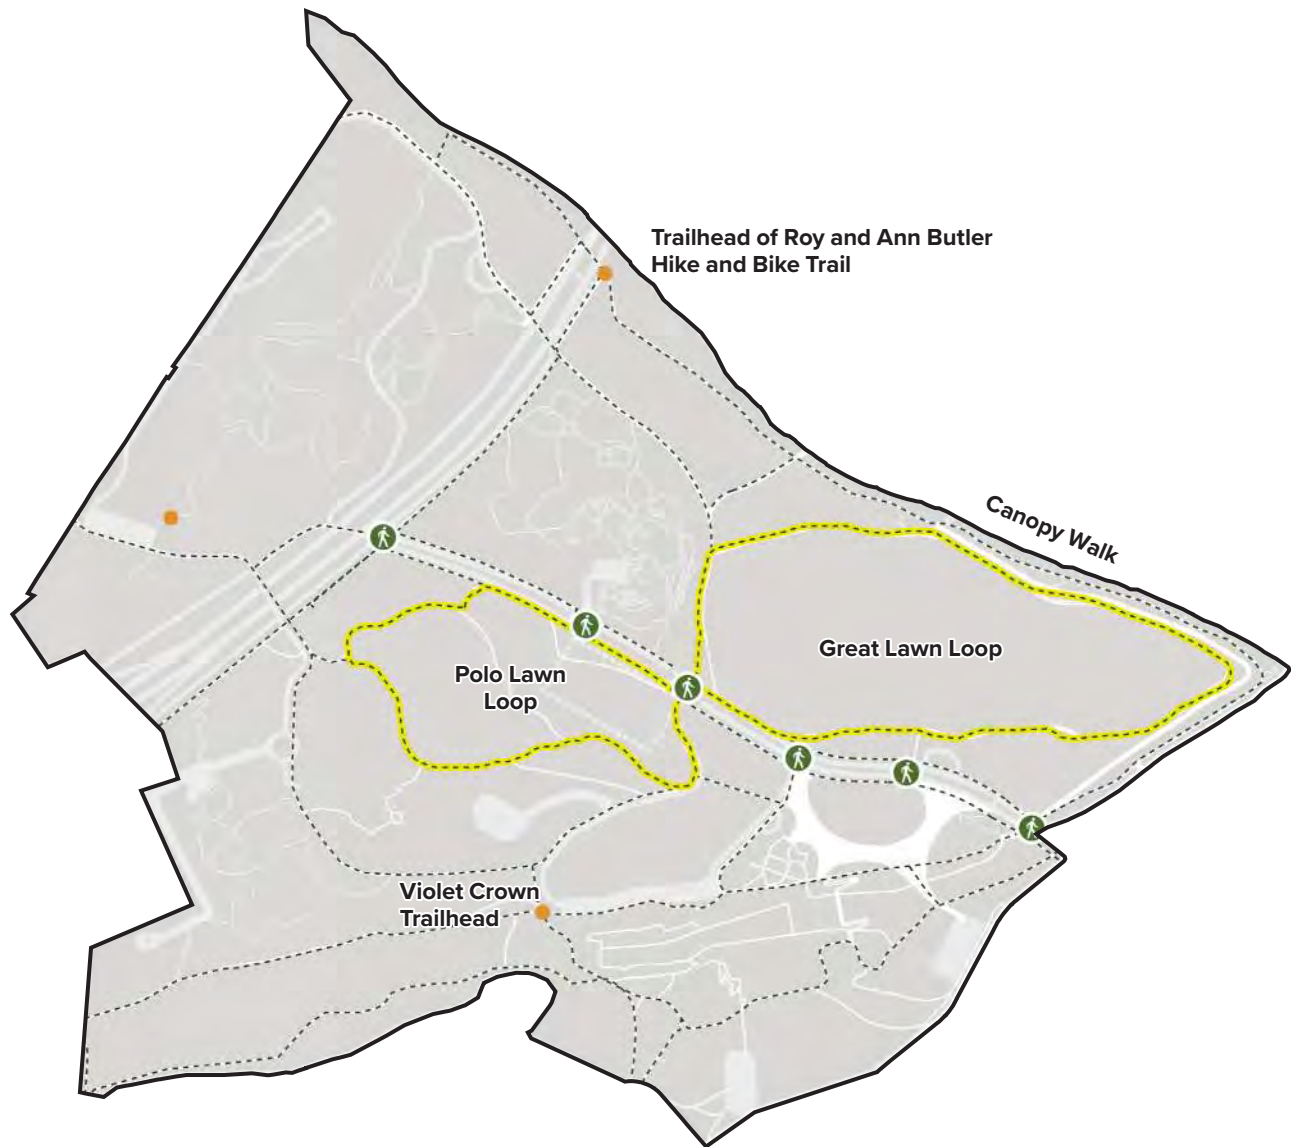 Trailhead of Roy and Ann Butler
Hike and Bike Trail
Canopy Walk
Great Lawn Loop
Polo Lawn
Loop
Violet Crown
Trailhead